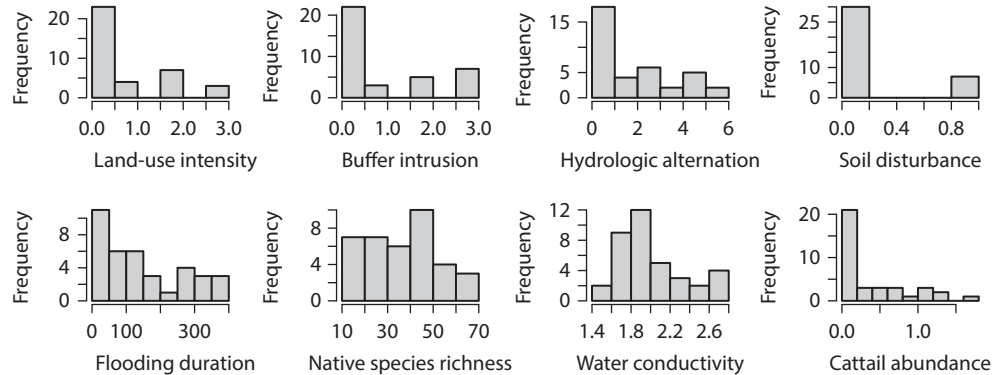 Frequency
20
10
0
0.0 1.0 2.0 3.0
Land-use intensity
Frequency
20
10
0
0.0 1.0 2.0 3.0
Buffer intrusion
Frequency
15
5
0
0 2 4 6
Hydrologic alternation
Frequency
25
10
0
0.0 0.4 0.8
Soil disturbance
Frequency
8
4
0
0 100 300
Flooding duration
Frequency
8
4
0
10 30 50 70
Native species richness
Frequency
12
8
4
0
1.4 1.8 2.2 2.6
Water conductivity
Frequency
20
10
0
0.0 1.0
Cattail abundance